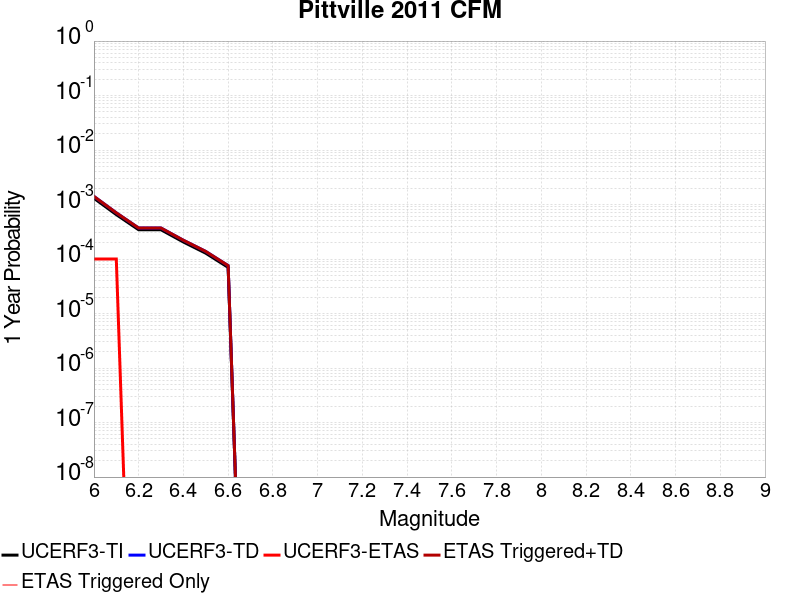 Pittville 2011 CFM
10^0
10^-1
10^-2
10^-3
10^-4
10^-5
10^-6
10^-7
10^-8
1 Year Probability
6 6.2 6.4 6.6 6.8 7 7.2 7.4 7.6 7.8 8 8.2 8.4 8.6 8.8 9
Magnitude
UCERF3-TI UCERF3-TD UCERF3-ETAS ETAS Triggered+TD
ETAS Triggered Only